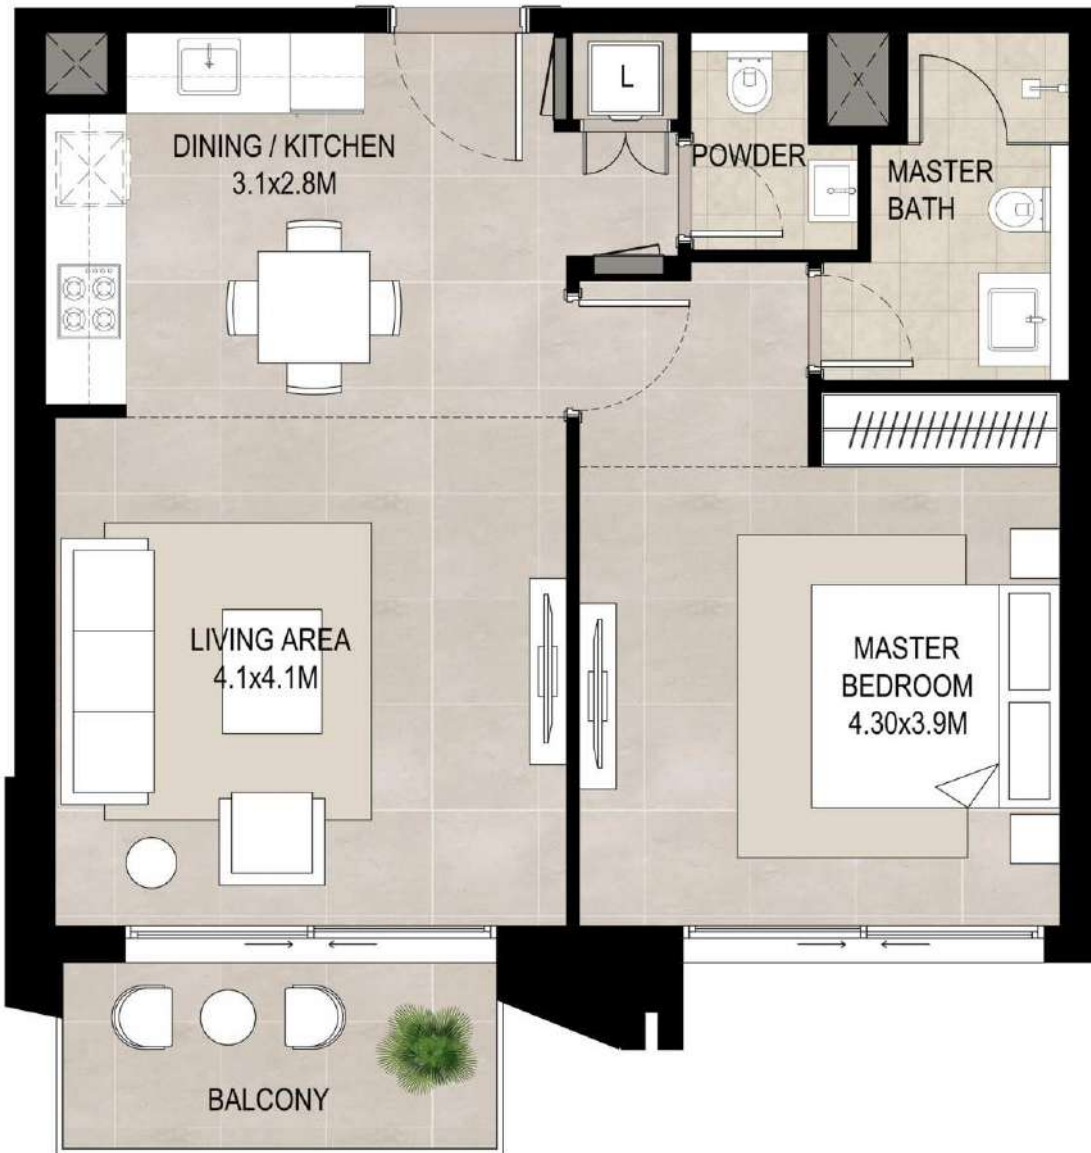 L
DINING / KITCHEN
3.1x2.8M
POWDER
MASTER
BATH
LIVING AREA
4.1x4.1M
MASTER
BEDROOM
4.30x3.9M
BALCONY